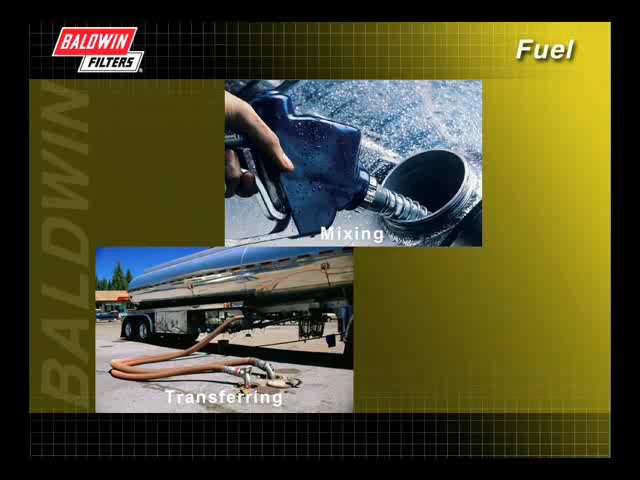 BALDWIN
FILTERS
Fuel
BALDWIN
Mixing
Transferring